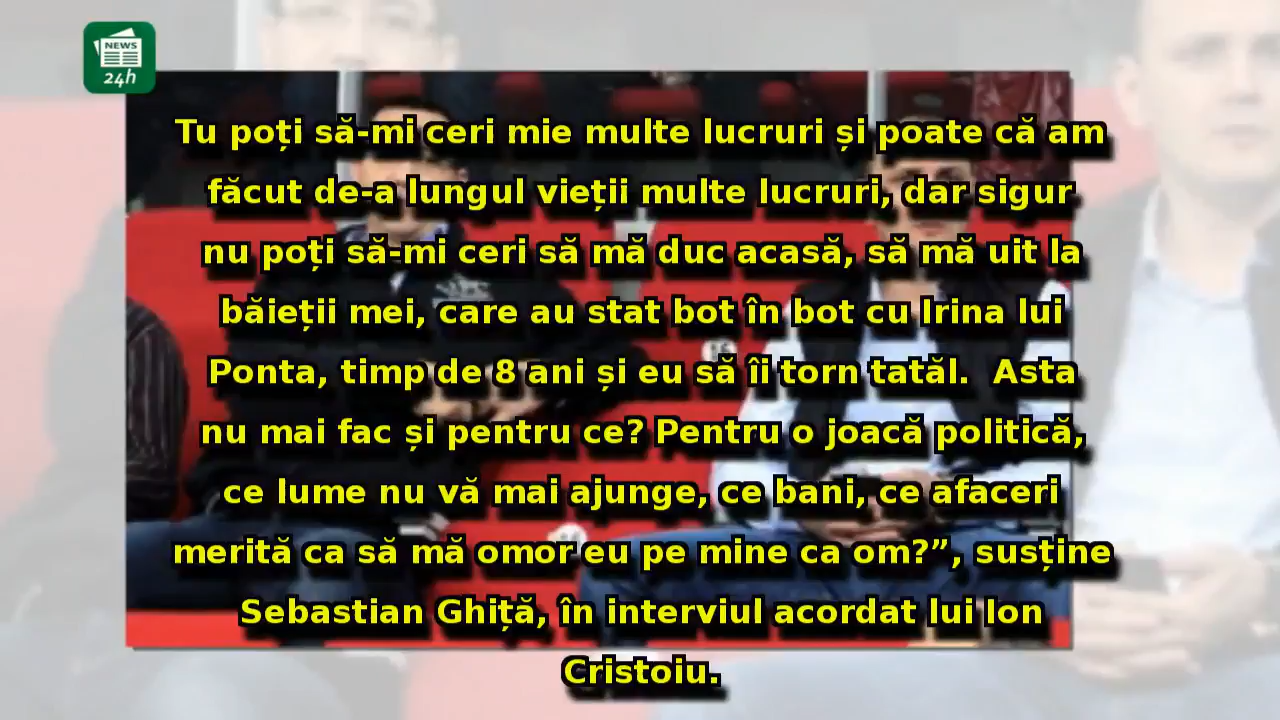 NEWS
24h
Tu poți să-mi ceri mie multe lucruri și poate că am
făcut de-a lungul vieții multe lucruri, dar sigur
nu poți să-mi ceri să mă duc acasă, să mă uit la
băieții mei, care au stat bot în bot cu Irina lui
Ponta, timp de 8 ani și eu să îi torn tatăl.  Asta
nu mai fac și pentru ce? Pentru o joacă politică,
ce lume nu vă mai ajunge, ce bani, ce afaceri
merită ca să mă omor eu pe mine ca om?”, susține
Sebastian Ghiță, în interviul acordat lui Ion
Cristoiu.